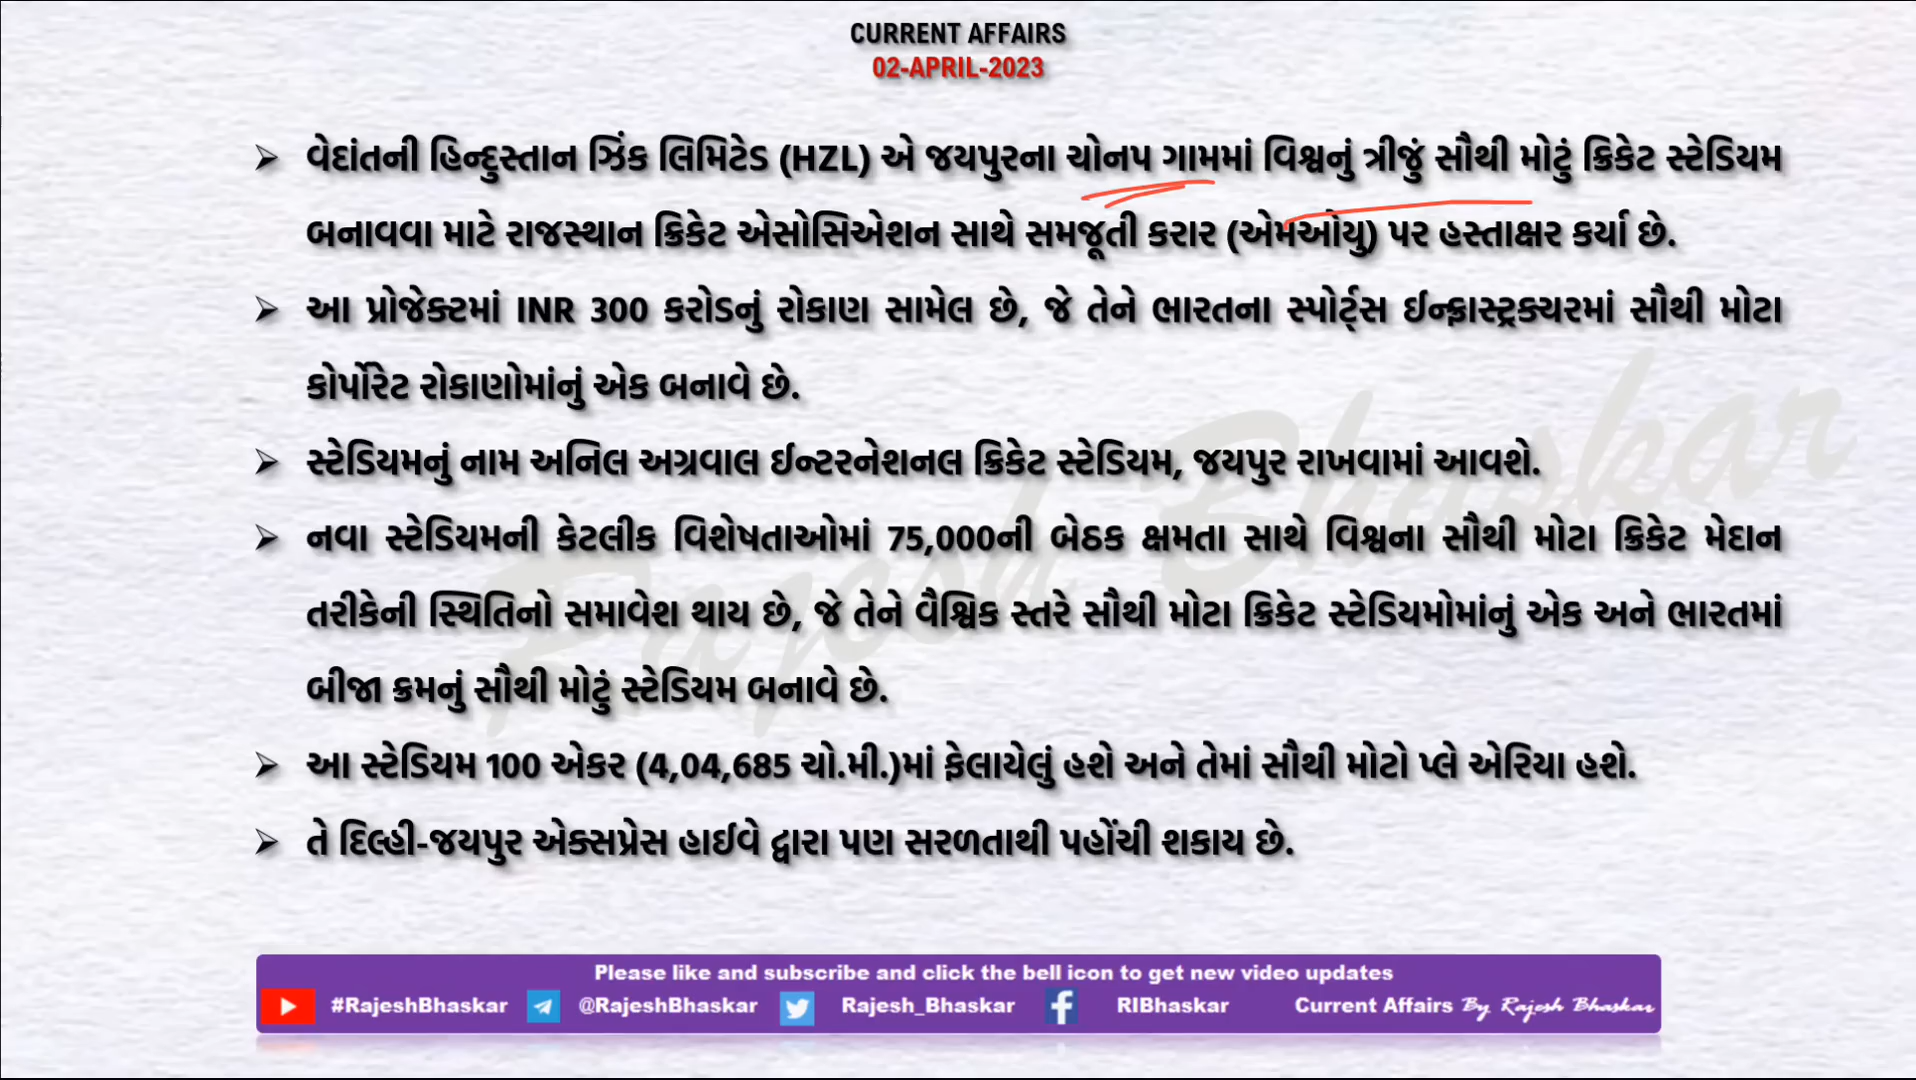 CURRENT AFFAIRS
02-APRIL-2023
➢ વેદાંતની હિન્દુસ્તાન ઝિંક લિમિટેડ (HZL) એ જયપુરના ચોનપ ગામમાં વિશ્વનું ત્રીજું સૌથી મોટું ક્રિકેટ સ્ટેડિયમ
બનાવવા માટે રાજસ્થાન ક્રિકેટ એસોસિએશન સાથે સમજૂતી કરાર (એમઓયુ) પર હસ્તાક્ષર કર્યા છે.
➢ આ પ્રોજેક્ટમાં INR 300 કરોડનું રોકાણ સામેલ છે, જે તેને ભારતના સ્પોર્ટ્સ ઈન્ફ્રાસ્ટ્રક્ચરમાં સૌથી મોટા
કોર્પોરેટ રોકાણોમાંનું એક બનાવે છે.
➢ સ્ટેડિયમનું નામ અનિલ અગ્રવાલ ઈન્ટરનેશનલ ક્રિકેટ સ્ટેડિયમ, જયપુર રાખવામાં આવશે.
➢ નવા સ્ટેડિયમની કેટલીક વિશેષતાઓમાં 75,000ની બેઠક ક્ષમતા સાથે વિશ્વના સૌથી મોટા ક્રિકેટ મેદાન
તરીકેની સ્થિતિનો સમાવેશ થાય છે, જે તેને વૈશ્વિક સ્તરે સૌથી મોટા ક્રિકેટ સ્ટેડિયમોમાંનું એક અને ભારતમાં
બીજા ક્રમનું સૌથી મોટું સ્ટેડિયમ બનાવે છે.
➢ આ સ્ટેડિયમ 100 એકર (4,04,685 ચો.મી.)માં ફેલાયેલું હશે અને તેમાં સૌથી મોટો પ્લે એરિયા હશે.
➢ તે દિલ્હી-જયપુર એક્સપ્રેસ હાઈવે દ્વારા પણ સરળતાથી પહોંચી શકાય છે.
Rajesh Bhaskar
Please like and subscribe and click the bell icon to get new video updates
#RajeshBhaskar @RajeshBhaskar Rajesh_Bhaskar RIBhaskar Current Affairs By Rajesh Bhaskar